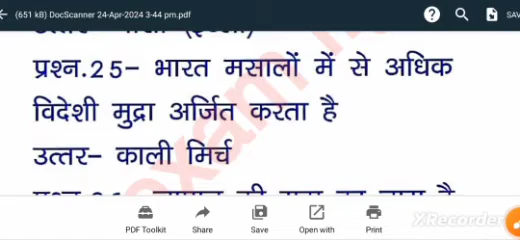 (651 kB) DocScanner 24-Apr-2024 3-44 pm.pdf
SAV
प्रश्न.25- भारत मसालों में से अधिक
विदेशी मुद्रा अर्जित करता है
उत्तर- काली मिर्च
PDF Toolkit
Share
Save
Open with
Print
XRecorder